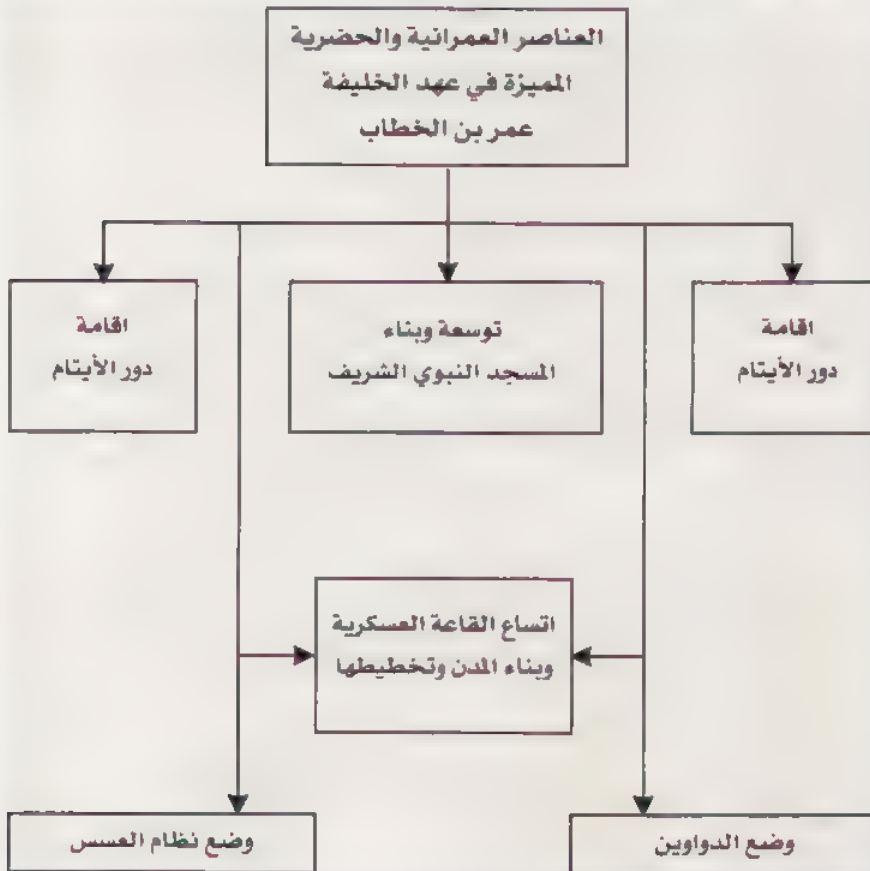 العناصر العمرانية والحضرية
المميزة في عهد الخليفة
عمر بن الخطاب
اقامة
دور الأيتام
توسعة وبناء
المسجد النبوي الشريف
اقامة
دور الأيتام
اتساع القاعة العسكرية
وبناء المدن وتخطيطها
وضع الدواوين
وضع نظام العسس